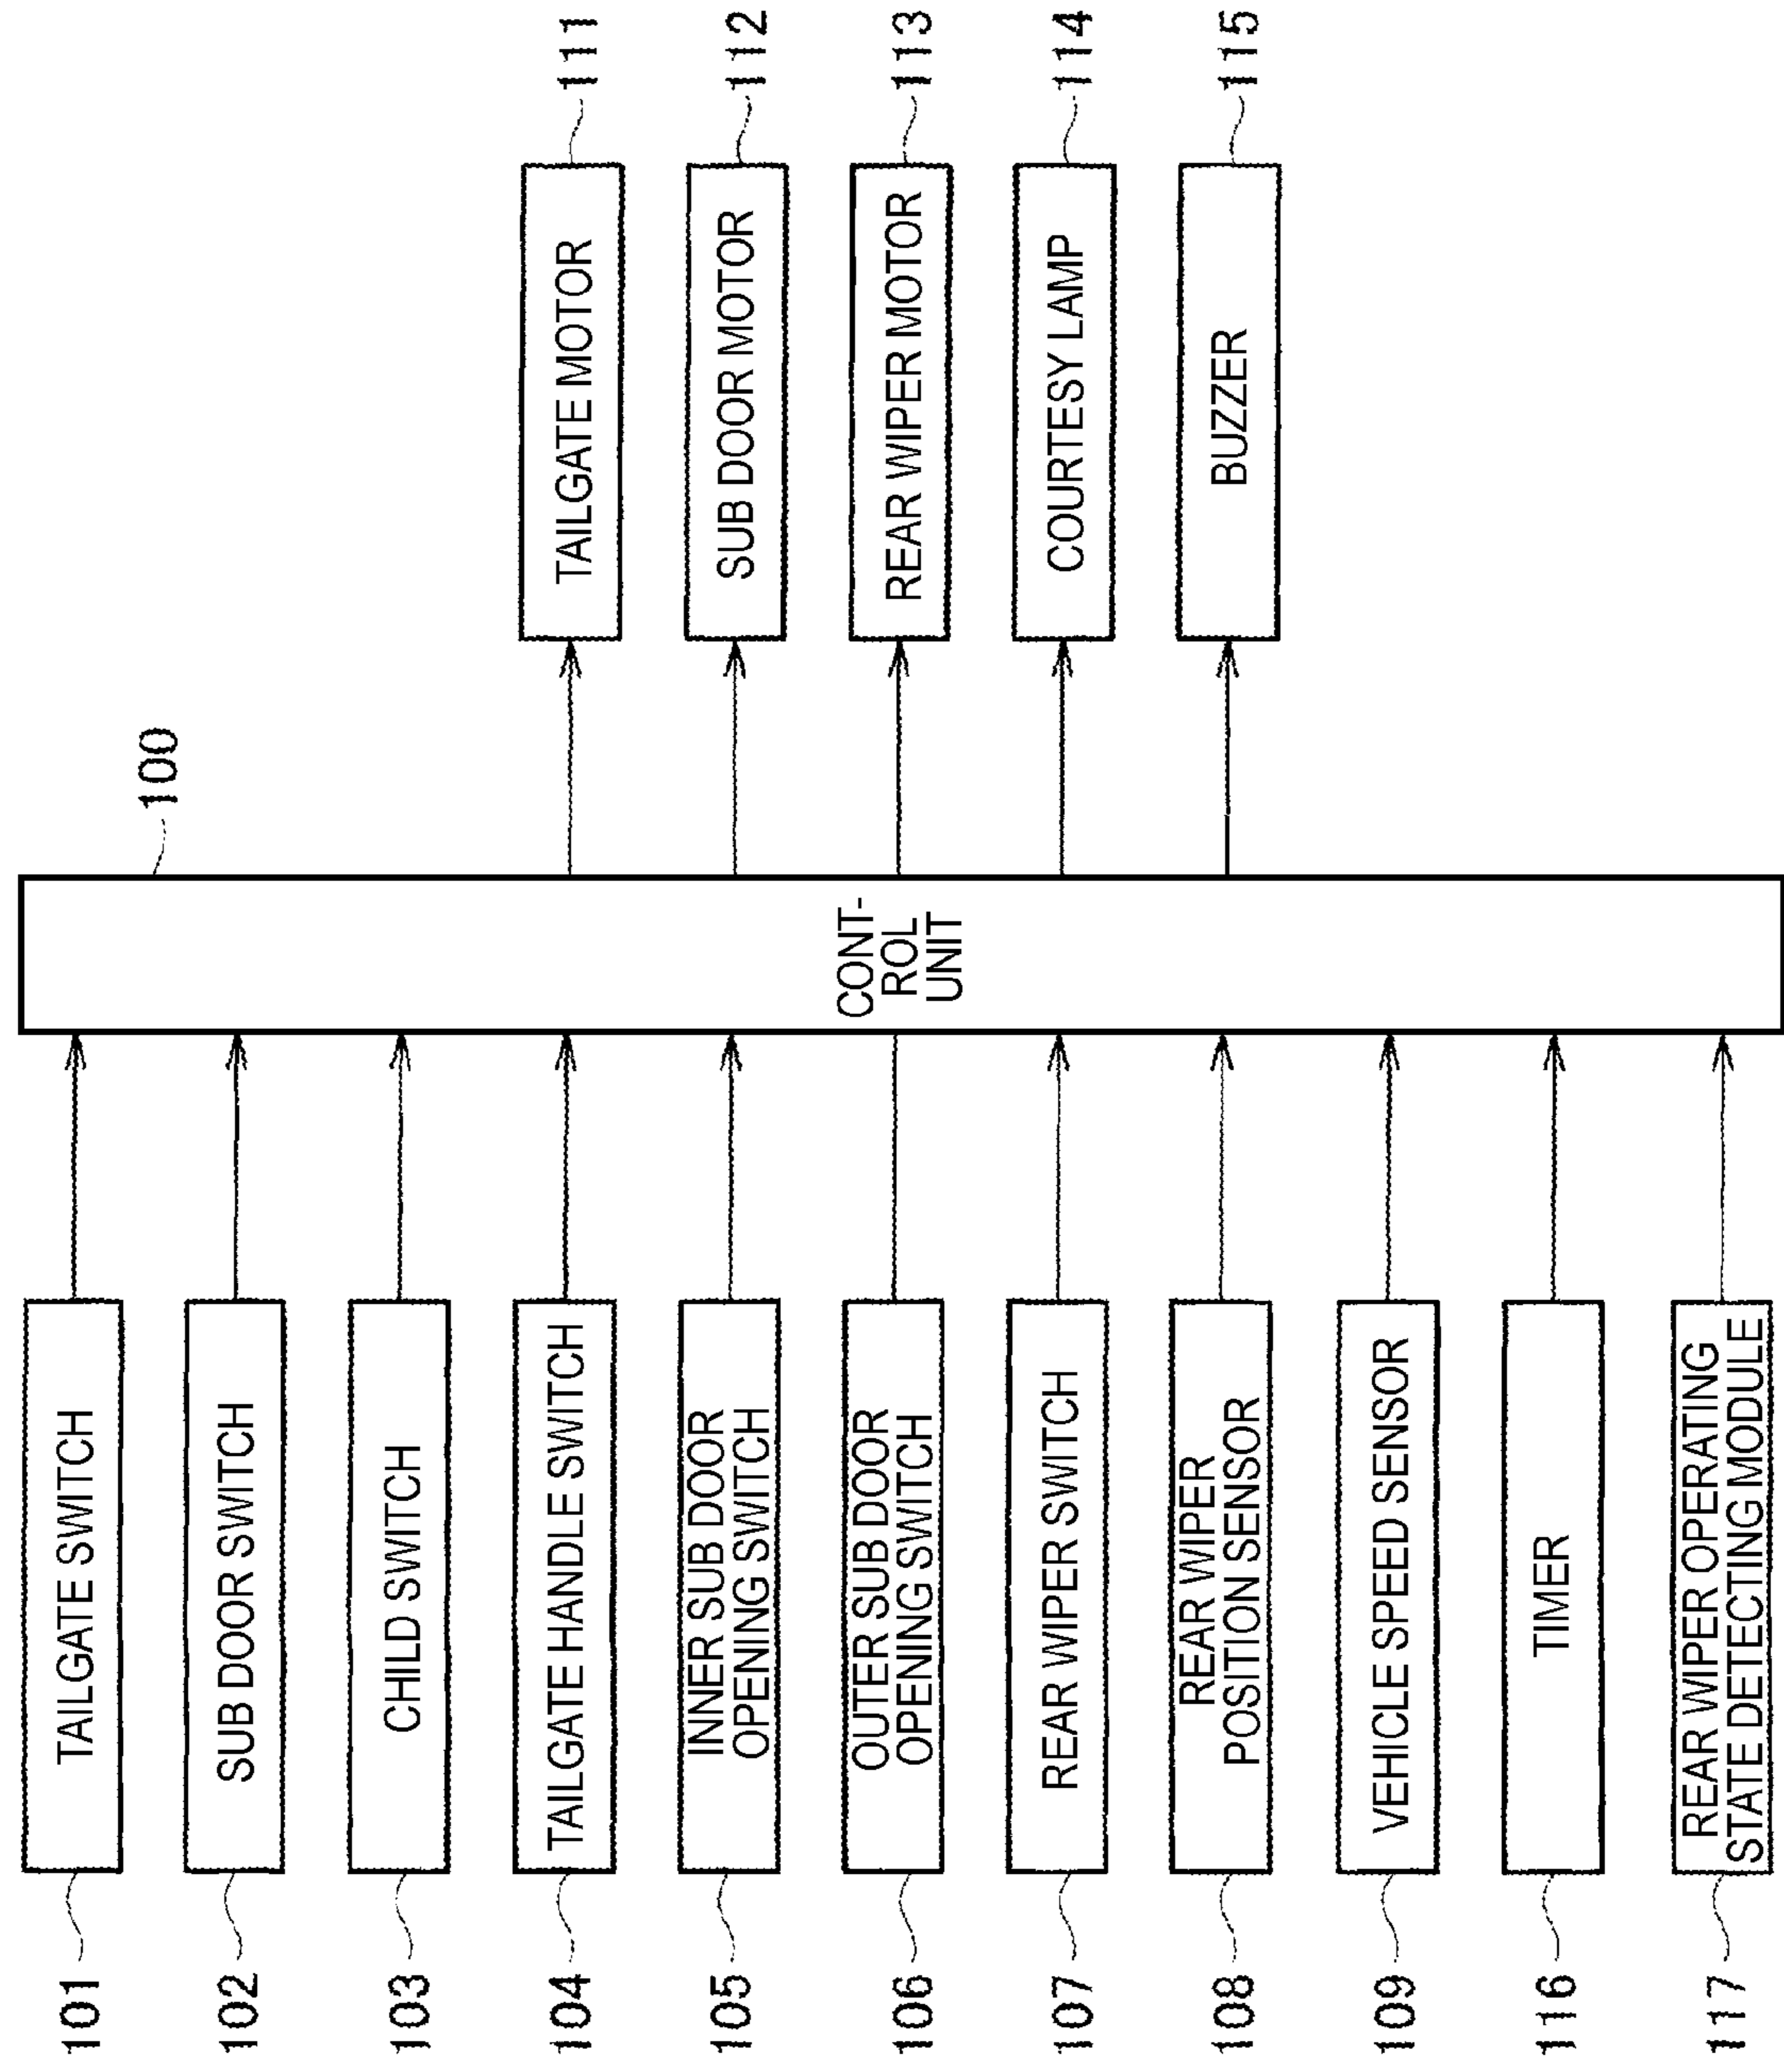 101
TAILGATE SWITCH
102
SUB DOOR SWITCH
103
CHILD SWITCH
104
TAILGATE HANDLE SWITCH
105
INNER SUB DOOR
OPENING SWITCH
106
OUTER SUB DOOR
OPENING SWITCH
107
REAR WIPER SWITCH
108
REAR WIPER
POSITION SENSOR
109
VEHICLE SPEED SENSOR
116
TIMER
117
REAR WIPER OPERATING
STATE DETECTING MODULE
100
CONT-
ROL
UNIT
TAILGATE MOTOR
111
SUB DOOR MOTOR
112
REAR WIPER MOTOR
113
COURTESY LAMP
114
BUZZER
115